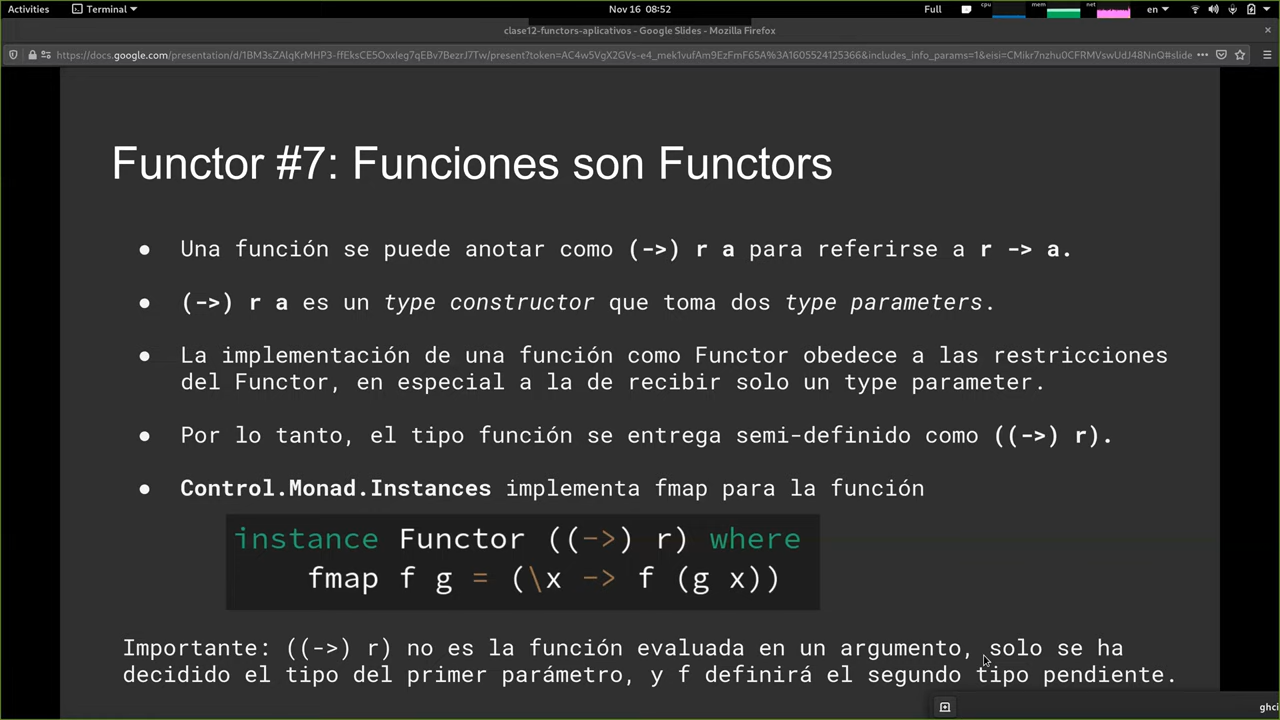 Activities
Terminal
Nov 16 08:52
Full
cpu
mem
net
en
clase12-functors-aplicativos - Google Slides - Mozilla Firefox
Functor #7: Funciones son Functors
● Una función se puede anotar como (->) r a para referirse a r -> a.
● (->) r a es un type constructor que toma dos type parameters.
● La implementación de una función como Functor obedece a las restricciones
del Functor, en especial a la de recibir solo un type parameter.
● Por lo tanto, el tipo función se entrega semi-definido como ((->) r).
● Control.Monad.Instances implementa fmap para la función
instance Functor ((->) r) where
fmap f g = (\x -> f (g x))
Importante: ((->) r) no es la función evaluada en un argumento, solo se ha
decidido el tipo del primer parámetro, y f definirá el segundo tipo pendiente.
ghci